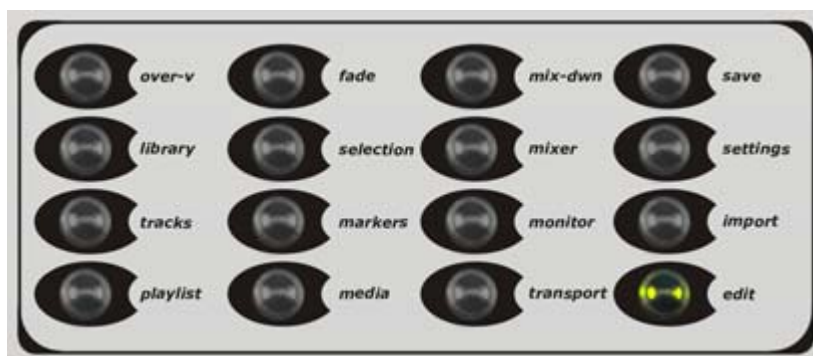 over-v fade mix-dwn save
library selection mixer settings
tracks markers monitor import
playlist media transport edit